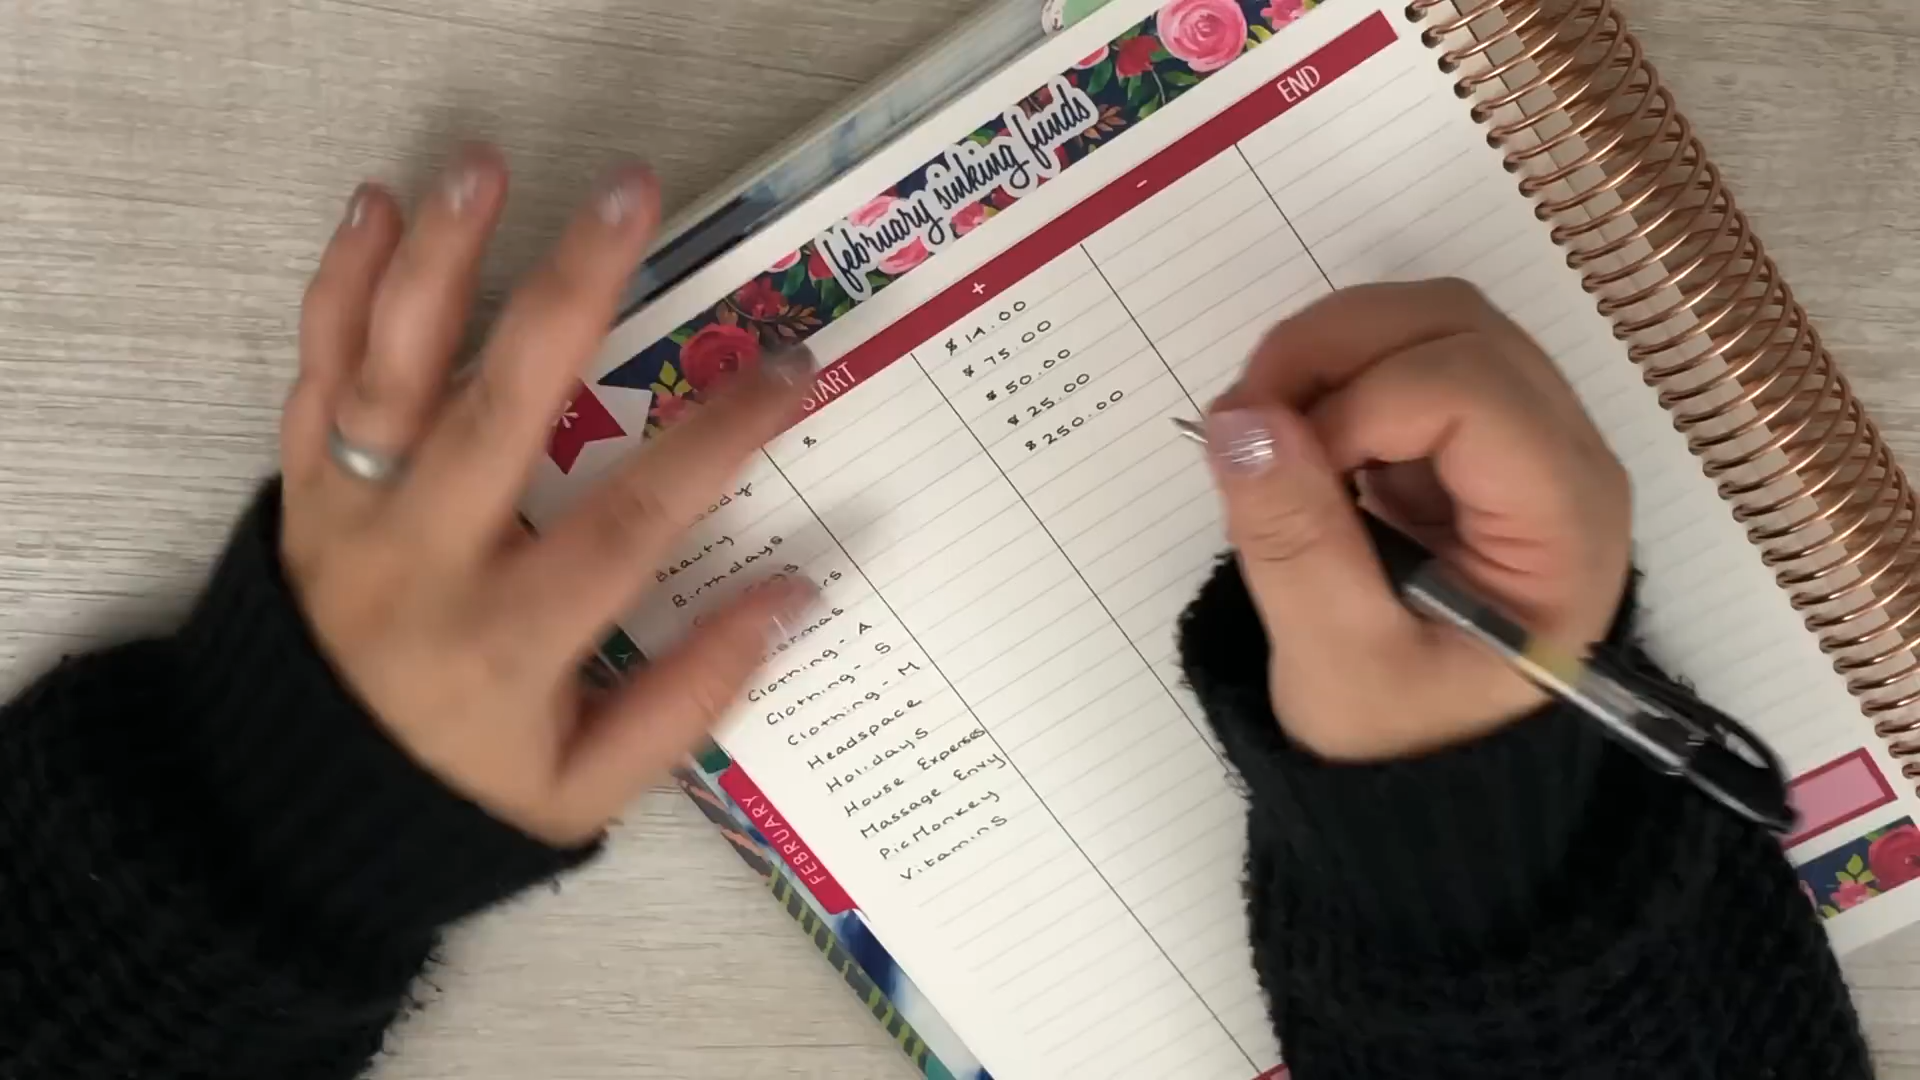 february sinking funds
START + - END
$ $14.00
$75.00
$50.00
$25.00
$250.00
Beauty
Birthdays
Clothing - A
Clothing - S
Clothing - M
Headspace
Holidays
House Expenses
Massage Envy
PicMonkey
Vitamins
FEBRUARY